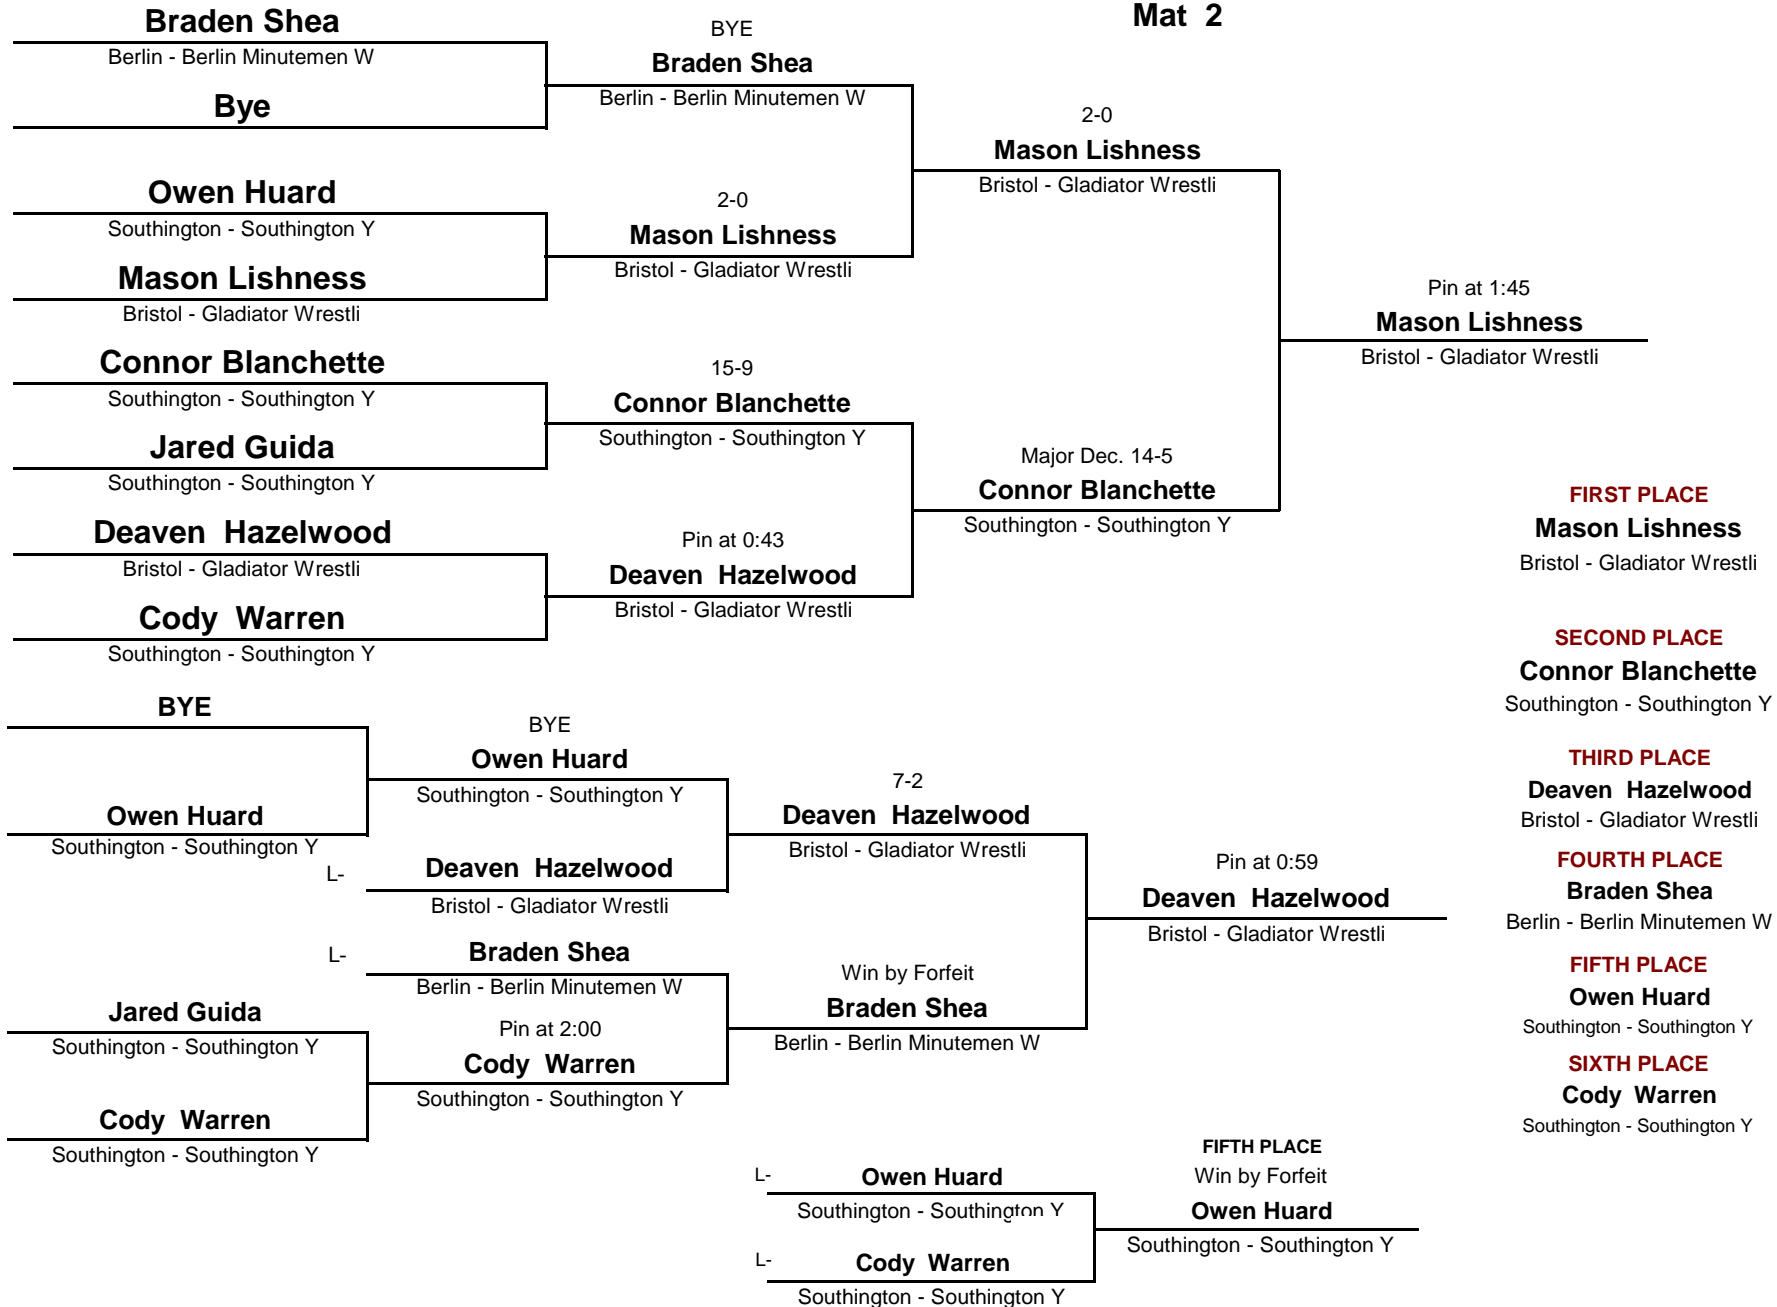 Mat 2
Braden Shea
Berlin - Berlin Minutemen W
Bye
Owen Huard
Southington - Southington Y
Mason Lishness
Bristol - Gladiator Wrestli
Connor Blanchette
Southington - Southington Y
Jared Guida
Southington - Southington Y
Deaven Hazelwood
Bristol - Gladiator Wrestli
Cody Warren
Southington - Southington Y
BYE
Braden Shea
Berlin - Berlin Minutemen W
2-0
Mason Lishness
Bristol - Gladiator Wrestli
15-9
Connor Blanchette
Southington - Southington Y
Pin at 0:43
Deaven Hazelwood
Bristol - Gladiator Wrestli
2-0
Mason Lishness
Bristol - Gladiator Wrestli
Major Dec. 14-5
Connor Blanchette
Southington - Southington Y
Pin at 1:45
Mason Lishness
Bristol - Gladiator Wrestli
FIRST PLACE
Mason Lishness
Bristol - Gladiator Wrestli
SECOND PLACE
Connor Blanchette
Southington - Southington Y
THIRD PLACE
Deaven Hazelwood
Bristol - Gladiator Wrestli
FOURTH PLACE
Braden Shea
Berlin - Berlin Minutemen W
FIFTH PLACE
Owen Huard
Southington - Southington Y
SIXTH PLACE
Cody Warren
Southington - Southington Y
BYE
Owen Huard
Southington - Southington Y
Jared Guida
Southington - Southington Y
Cody Warren
Southington - Southington Y
BYE
Owen Huard
Southington - Southington Y
L-
Deaven Hazelwood
Bristol - Gladiator Wrestli
L-
Braden Shea
Berlin - Berlin Minutemen W
Pin at 2:00
Cody Warren
Southington - Southington Y
7-2
Deaven Hazelwood
Bristol - Gladiator Wrestli
Win by Forfeit
Braden Shea
Berlin - Berlin Minutemen W
Pin at 0:59
Deaven Hazelwood
Bristol - Gladiator Wrestli
L-
Owen Huard
Southington - Southington Y
L-
Cody Warren
Southington - Southington Y
FIFTH PLACE
Win by Forfeit
Owen Huard
Southington - Southington Y